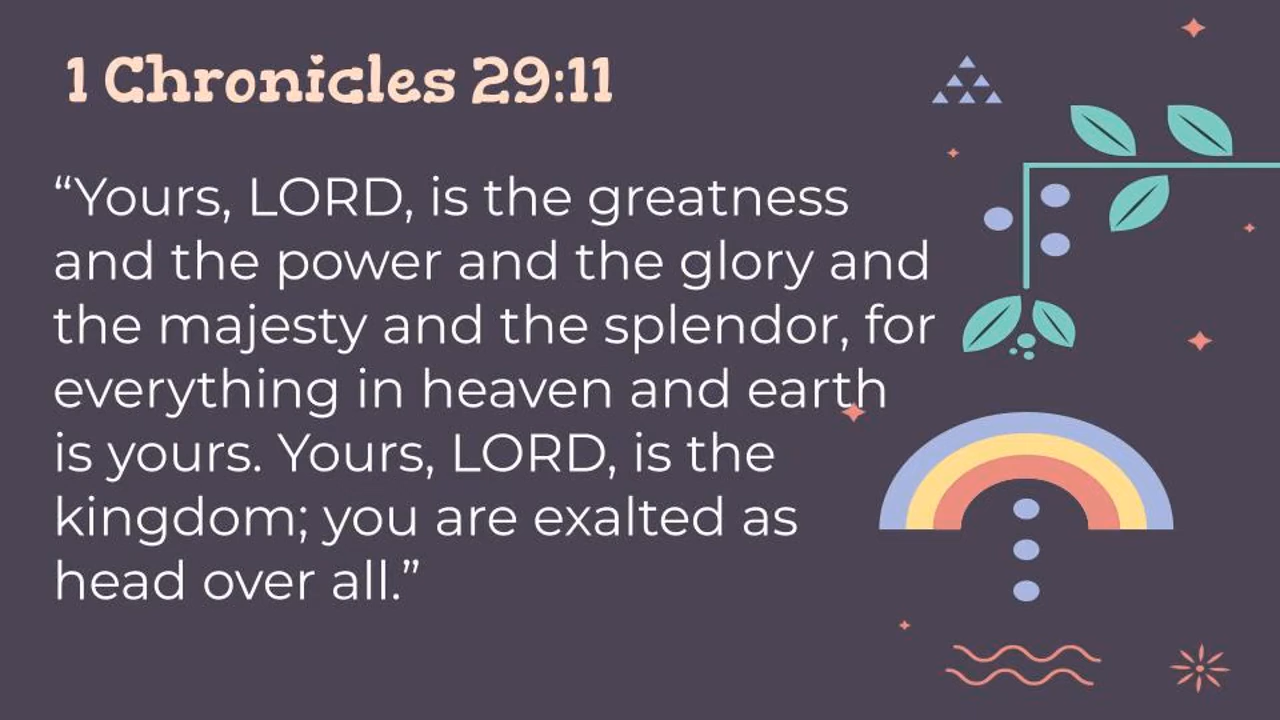 1 Chronicles 29:11
“Yours, LORD, is the greatness
and the power and the glory and
the majesty and the splendor, for
everything in heaven and earth
is yours. Yours, LORD, is the
kingdom; you are exalted as
head over all.”